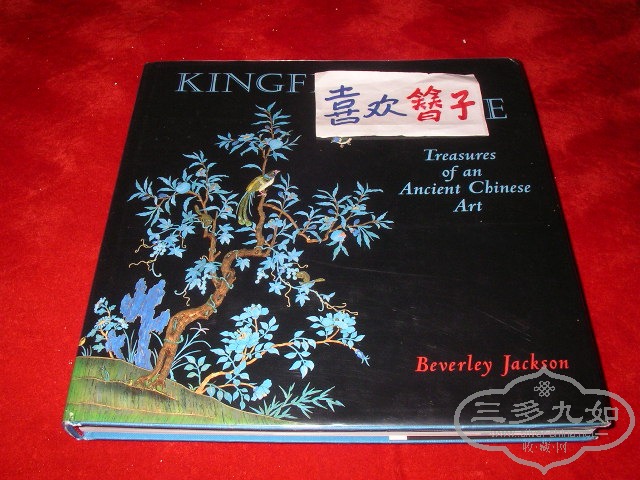 KINGF
E
喜欢簪子
Treasures
of an
Ancient Chinese
Art
Beverley Jackson
三多九如
收·藏·网